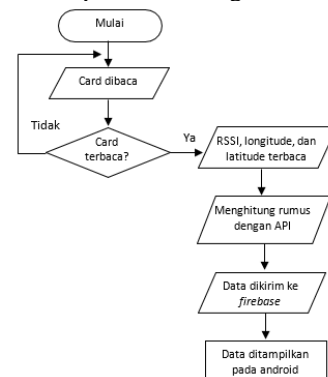 Mulai
Card dibaca
Tidak
Card
terbaca?
Ya
RSSI, longitude, dan
latitude terbaca
Menghitung rumus
dengan API
Data dikirim ke
firebase
Data ditampilkan
pada android